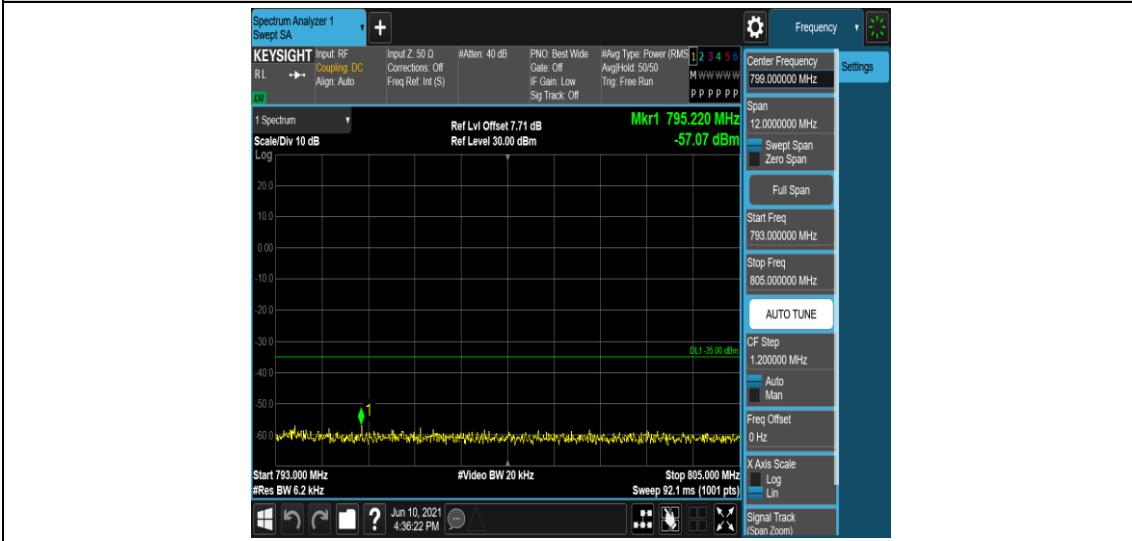 Spectrum Analyzer 1
Swept SA
+
Frequency
KEYSIGHT
RL
Input: RF
Coupling: DC
Align: Auto
Input Z: 50 Ω
Corrections: Off
Freq Ref: Int (S)
#Atten: 40 dB
PNO: Best Wide
Gate: Off
IF Gain: Low
Sig Track: Off
#Avg Type: Power (RMS
Avg|Hold: 50/50
Trig: Free Run
1 2 3 4 5 6
M W W W W W
P P P P P P
1 Spectrum
Scale/Div 10 dB
Log
Ref Lvl Offset 7.71 dB
Ref Level 30.00 dBm
Mkr1 795.220 MHz
-57.07 dBm
20.0
10.0
0.00
-10.0
-20.0
-30.0
DL1 -35.00 dBm
-40.0
-50.0
1
-60.0
Start 793.000 MHz
#Res BW 6.2 kHz
#Video BW 20 kHz
Stop 805.000 MHz
Sweep 92.1 ms (1001 pts)
?
Jun 10, 2021
4:36:22 PM
Center Frequency
799.000000 MHz
Settings
Span
12.0000000 MHz
Swept Span
Zero Span
Full Span
Start Freq
793.000000 MHz
Stop Freq
805.000000 MHz
AUTO TUNE
CF Step
1.200000 MHz
Auto
Man
Freq Offset
0 Hz
X Axis Scale
Log
Lin
Signal Track
(Span Zoom)